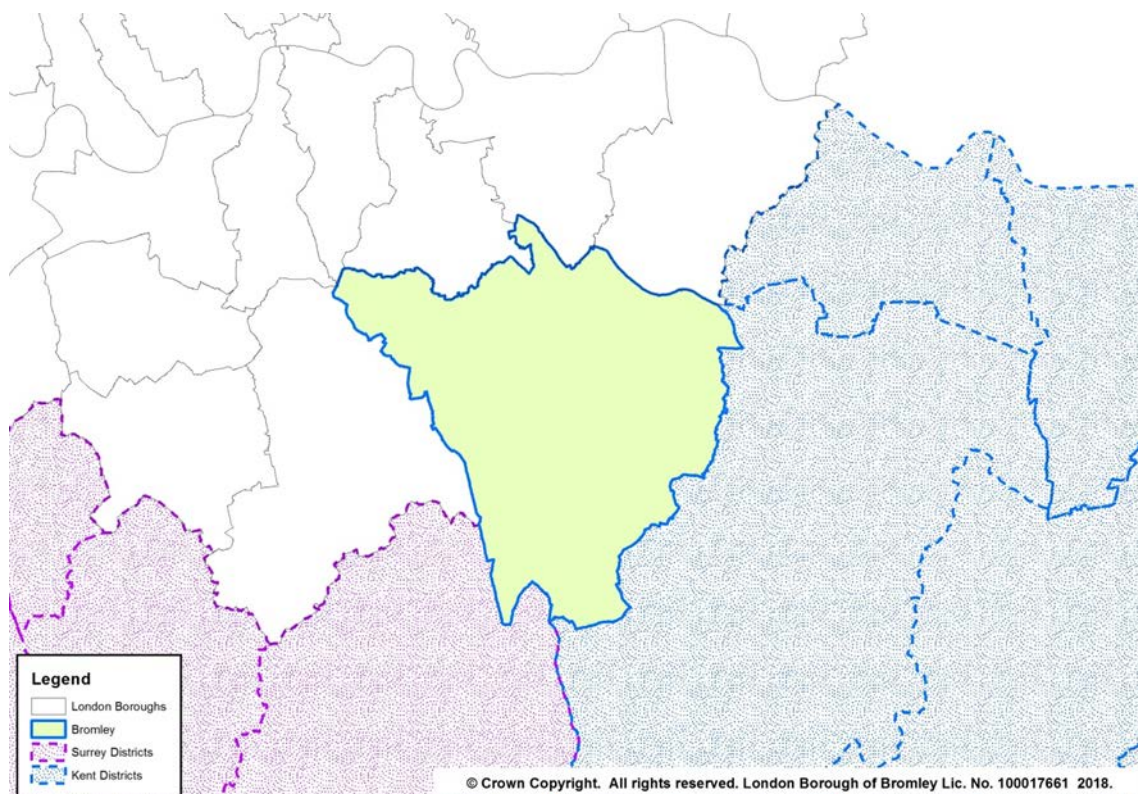 Legend
London Boroughs
Bromley
Surrey Districts
Kent Districts
© Crown Copyright. All rights reserved. London Borough of Bromley Lic. No. 100017661 2018.